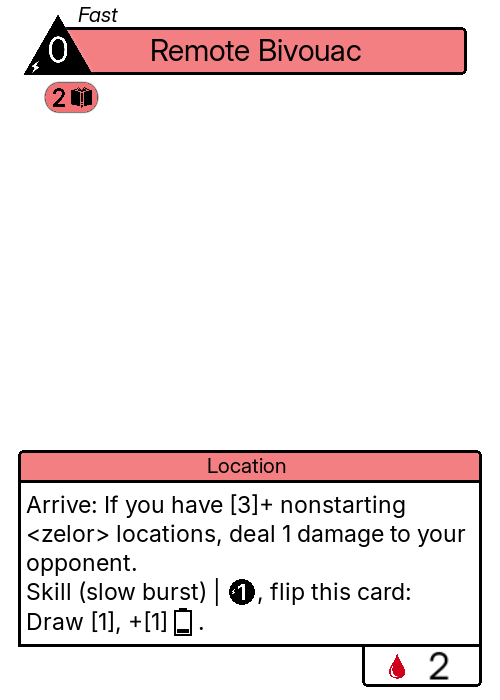 Fast
0
Remote Bivouac
2
Location
Arrive: If you have [3]+ nonstarting
<zelor> locations, deal 1 damage to your
opponent.
Skill (slow burst) | 1, flip this card:
Draw [1], +[1] .
2